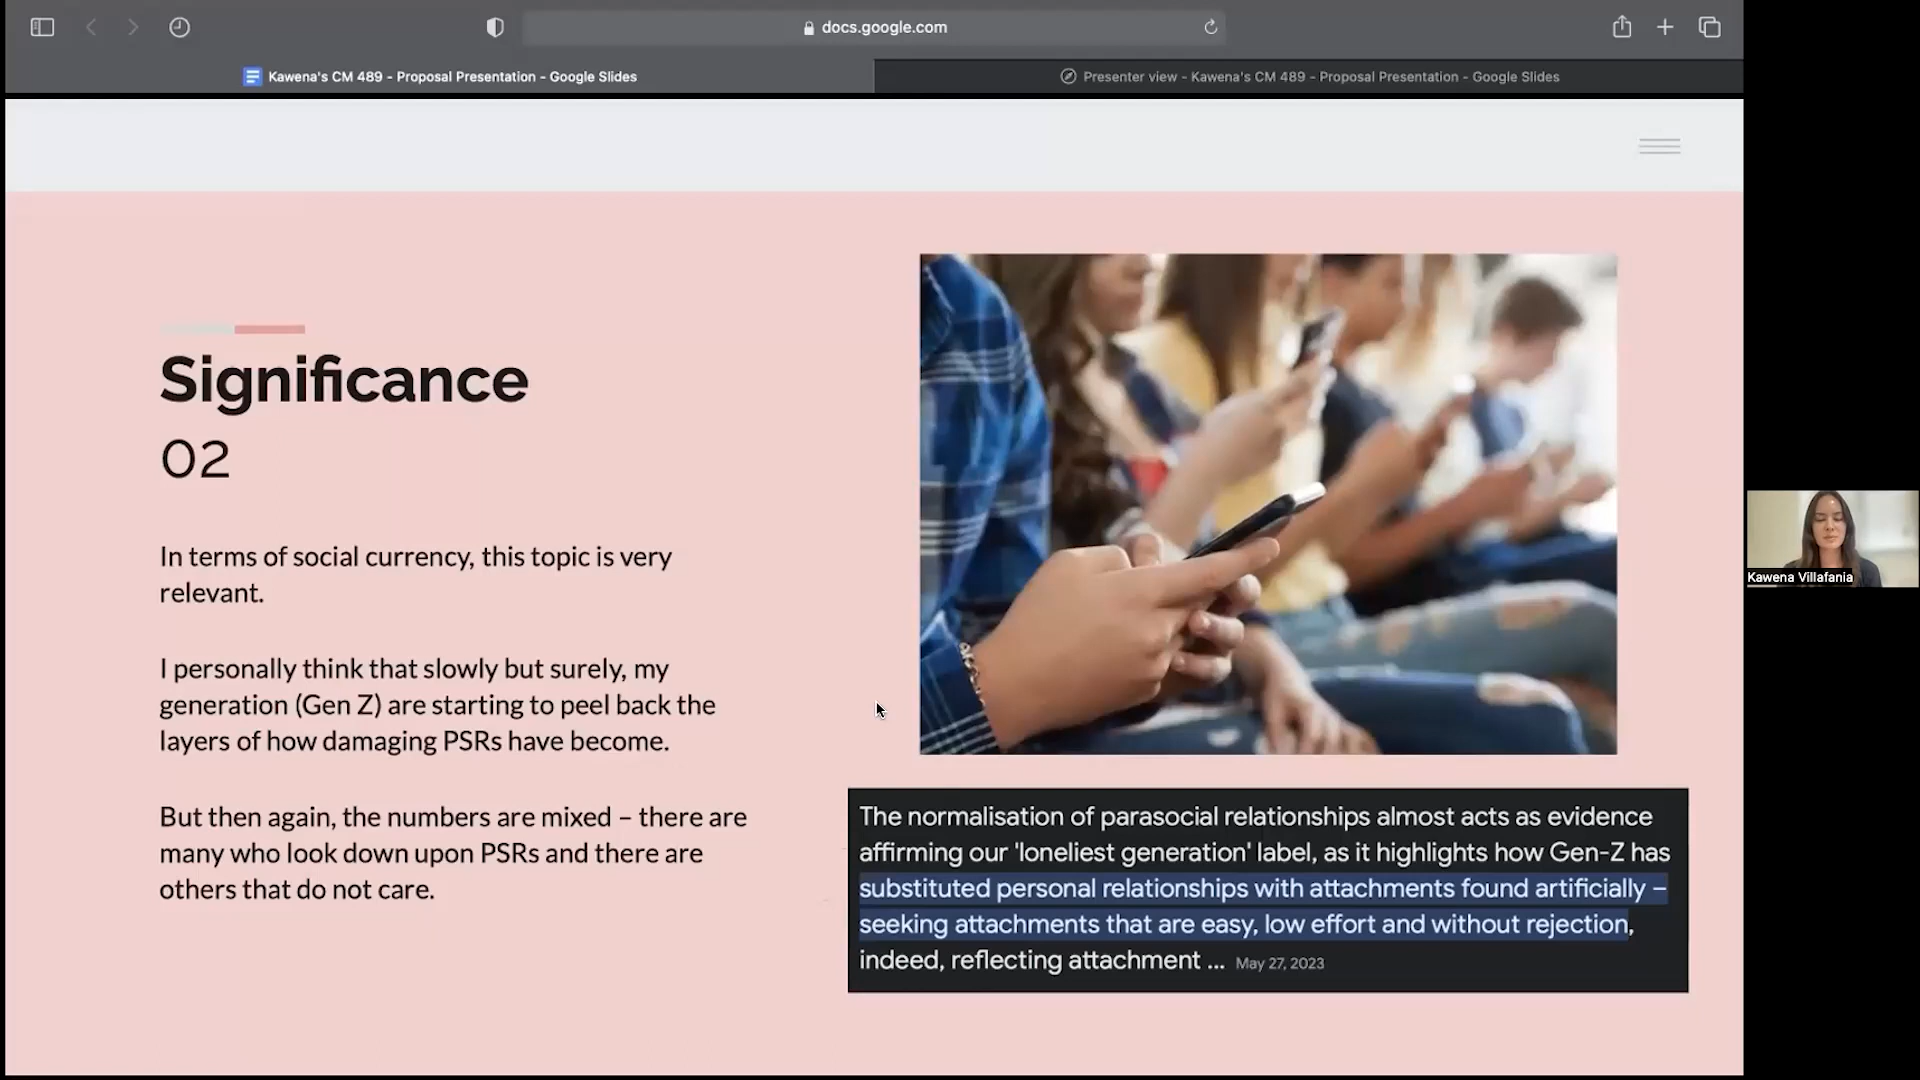 docs.google.com
Kawena's CM 489 - Proposal Presentation - Google Slides
Presenter view - Kawena's CM 489 - Proposal Presentation - Google Slides
Significance
02
In terms of social currency, this topic is very
relevant.
I personally think that slowly but surely, my
generation (Gen Z) are starting to peel back the
layers of how damaging PSRs have become.
But then again, the numbers are mixed – there are
many who look down upon PSRs and there are
others that do not care.
The normalisation of parasocial relationships almost acts as evidence
affirming our 'loneliest generation' label, as it highlights how Gen-Z has
substituted personal relationships with attachments found artificially –
seeking attachments that are easy, low effort and without rejection,
indeed, reflecting attachment ... May 27, 2023
Kawena Villafania